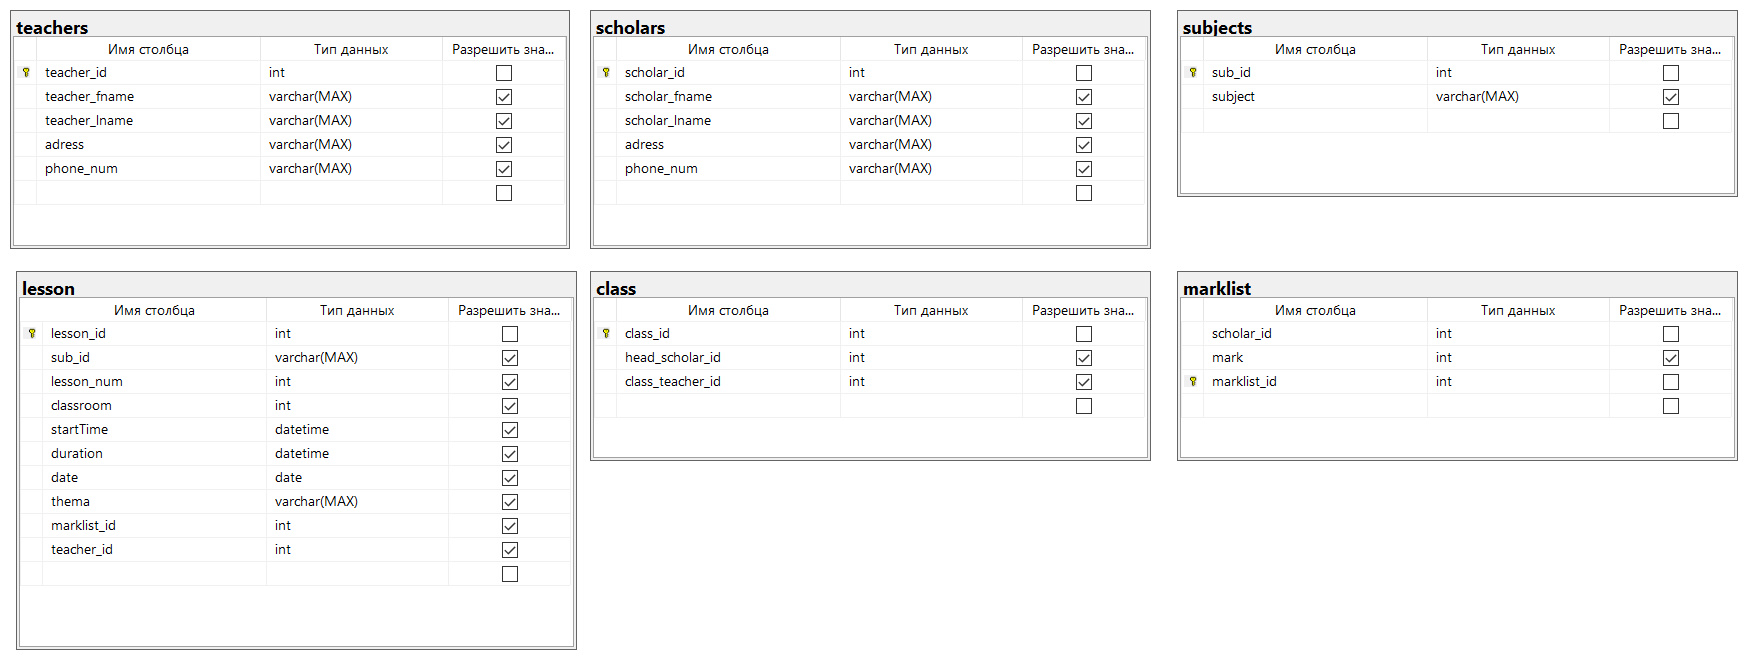 teachers
Имя столбца Тип данных Разрешить зна...
teacher_id int
teacher_fname varchar(MAX)
teacher_lname varchar(MAX)
adress varchar(MAX)
phone_num varchar(MAX)
scholars
Имя столбца Тип данных Разрешить зна...
scholar_id int
scholar_fname varchar(MAX)
scholar_lname varchar(MAX)
adress varchar(MAX)
phone_num varchar(MAX)
subjects
Имя столбца Тип данных Разрешить зна...
sub_id int
subject varchar(MAX)
lesson
Имя столбца Тип данных Разрешить зна...
lesson_id int
sub_id varchar(MAX)
lesson_num int
classroom int
startTime datetime
duration datetime
date date
thema varchar(MAX)
marklist_id int
teacher_id int
class
Имя столбца Тип данных Разрешить зна...
class_id int
head_scholar_id int
class_teacher_id int
marklist
Имя столбца Тип данных Разрешить зна...
scholar_id int
mark int
marklist_id int